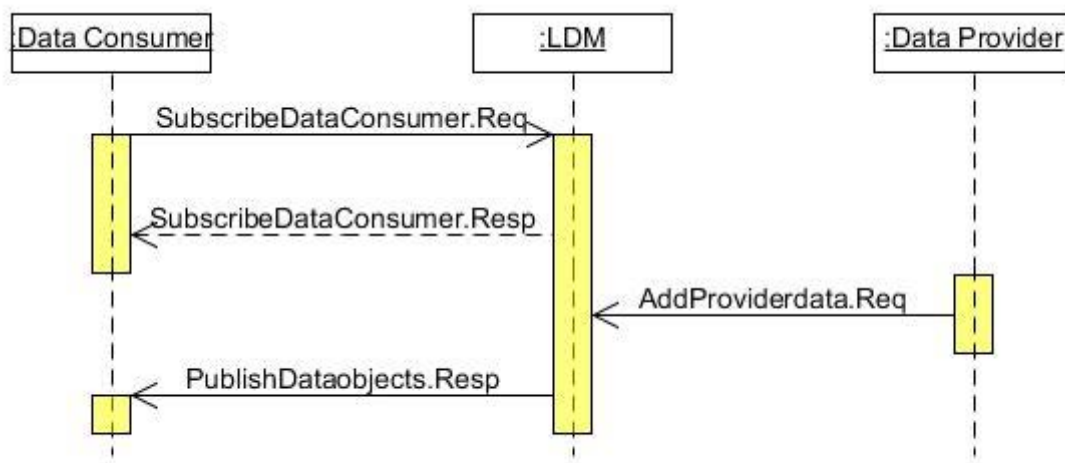 :Data Consumer
:LDM
:Data Provider
SubscribeDataConsumer.Req
SubscribeDataConsumer.Resp
AddProviderdata.Req
PublishDataobjects.Resp